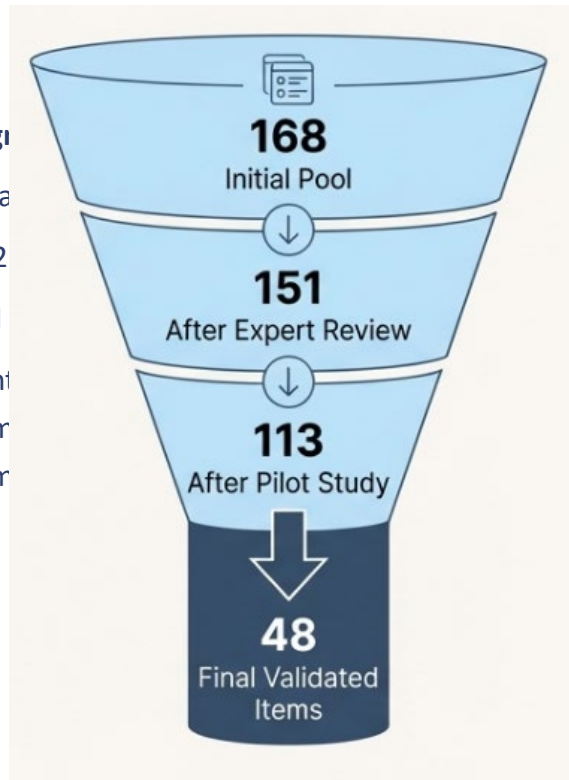 168
Initial Pool
151
After Expert Review
113
After Pilot Study
48
Final Validated
Items